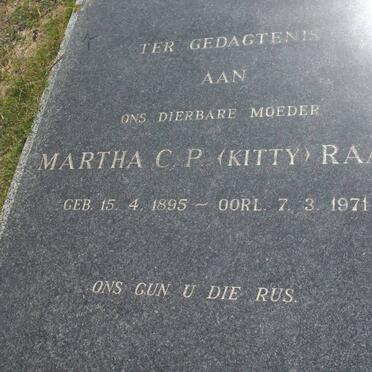 TER GEDAGTENIS
AAN
ONS DIERBARE MOEDER
MARTHA C. P. (KITTY)
GEB. 15. 4. 1895 – OORL. 7. 3. 1971
ONS GUN U DIE RUS.